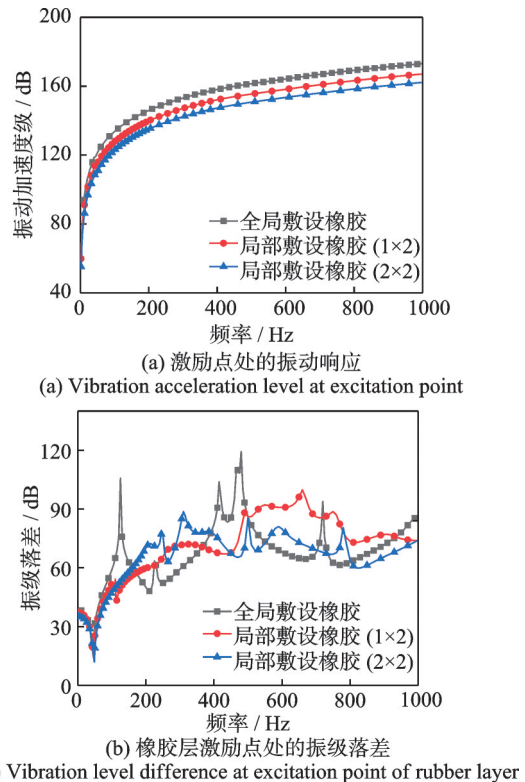 200
160
120
80
40
振动加速度级 / dB
全局敷设橡胶
局部敷设橡胶 (1×2)
局部敷设橡胶 (2×2)
0 200 400 600 800 1000
频率 / Hz
(a) 激励点处的振动响应
(a) Vibration acceleration level at excitation point
120
90
60
30
0
振级落差 / dB
全局敷设橡胶
局部敷设橡胶 (1×2)
局部敷设橡胶 (2×2)
0 200 400 600 800 1000
频率 / Hz
(b) 橡胶层激励点处的振级落差
) Vibration level difference at excitation point of rubber layer